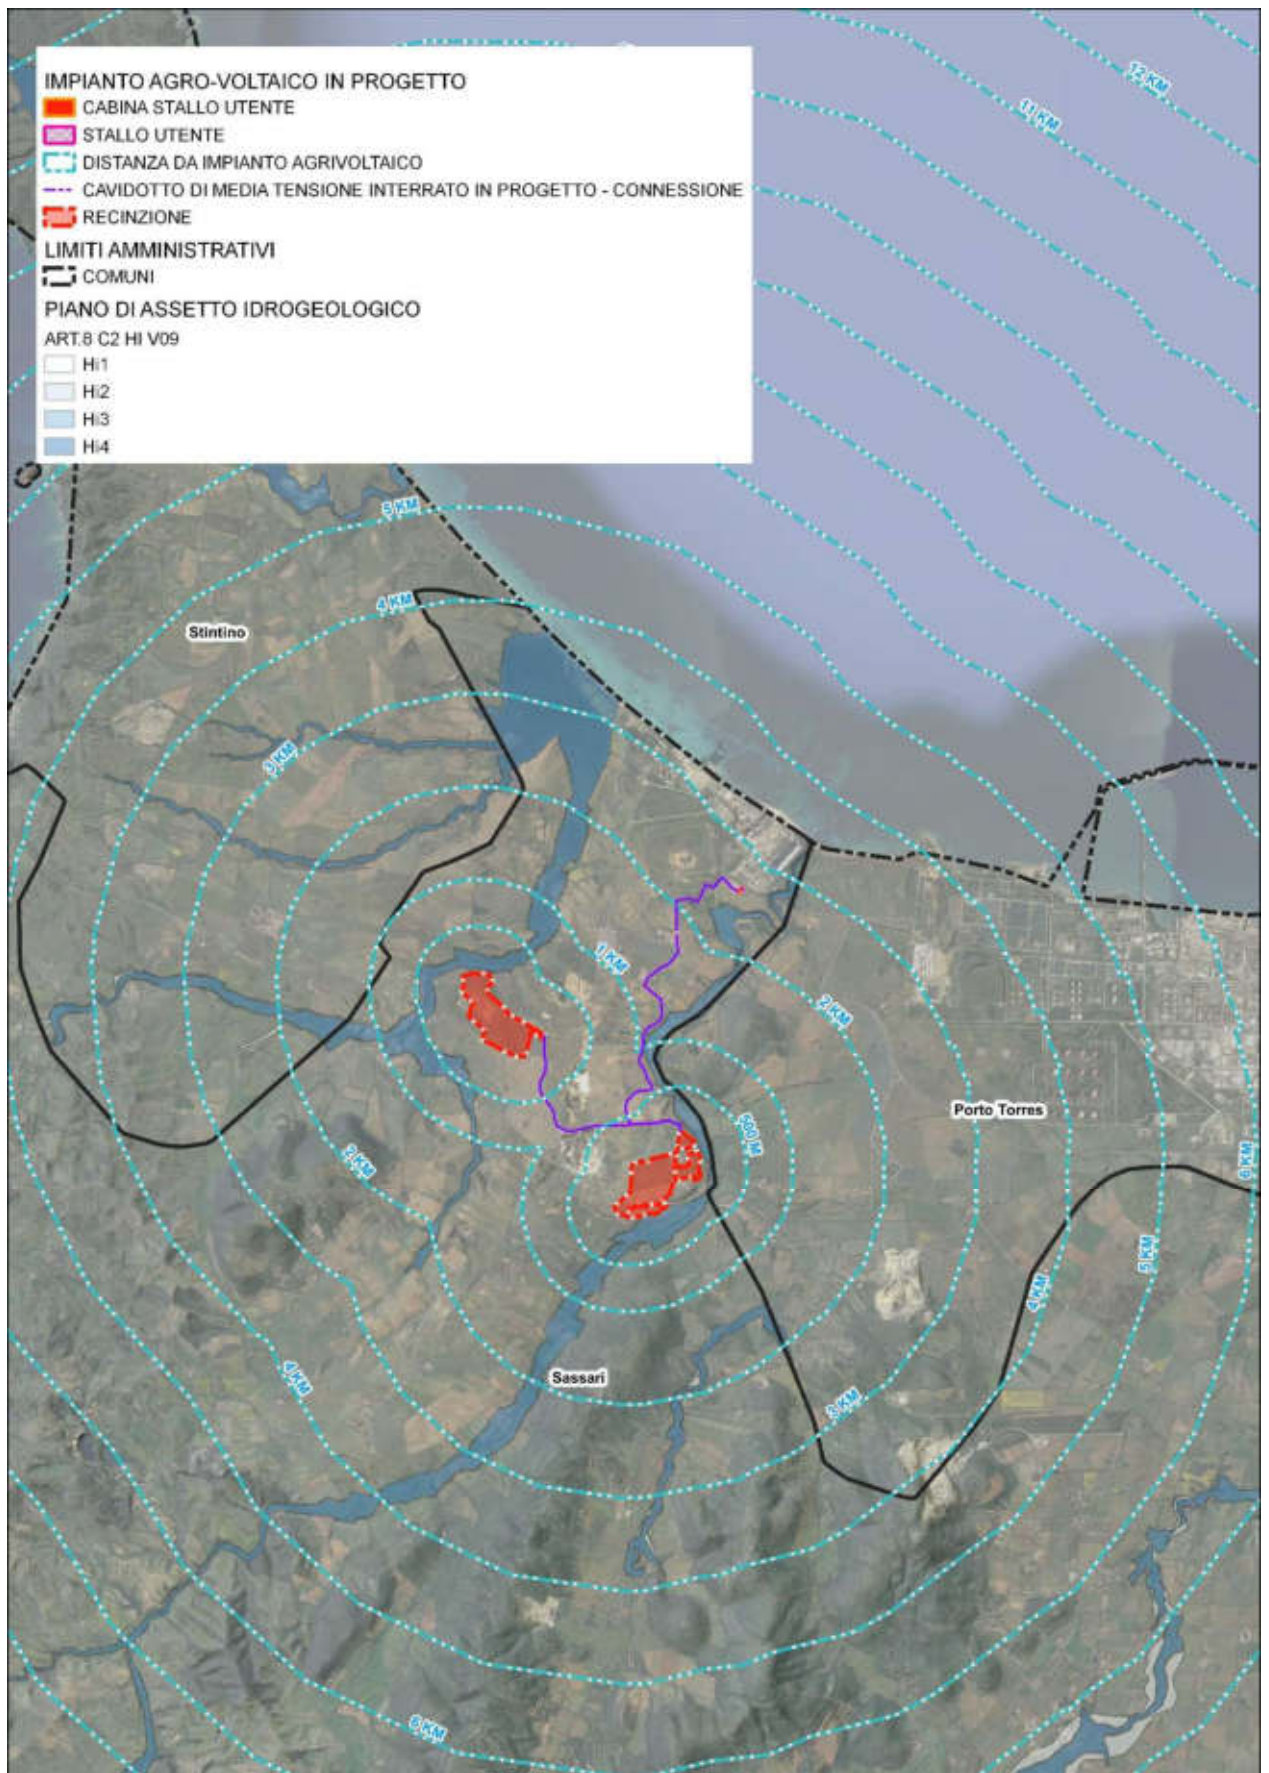 IMPIANTO AGRO-VOLTAICO IN PROGETTO
CABINA STALLO UTENTE
STALLO UTENTE
DISTANZA DA IMPIANTO AGRIVOLTAICO
CAVIDOTTO DI MEDIA TENSIONE INTERRATO IN PROGETTO - CONNESSIONE
RECINZIONE
LIMITI AMMINISTRATIVI
COMUNI
PIANO DI ASSETTO IDROGEOLOGICO
ART.8 C2 HI V09
Hi1
Hi2
Hi3
Hi4
12 KM
11 KM
5 KM
4 KM
Stintino
3 KM
1 KM
2 KM
Porto Torres
500 M
2 KM
6 KM
5 KM
4 KM
4 KM
Sassari
3 KM
6 KM